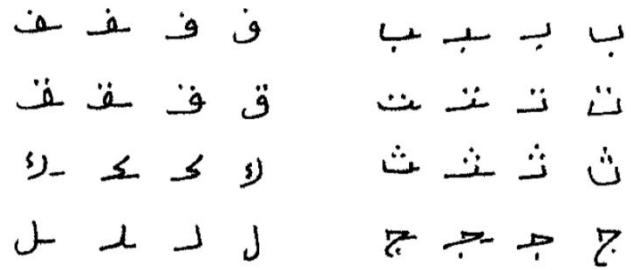 ب بـ ـبـ ـب ف فـ ـفـ ـف
ت تـ ـتـ ـت ق قـ ـقـ ـق
ث ثـ ـثـ ـث ك كـ ـكـ ـك
ج جـ ـجـ ـج ل لـ ـلـ ـل